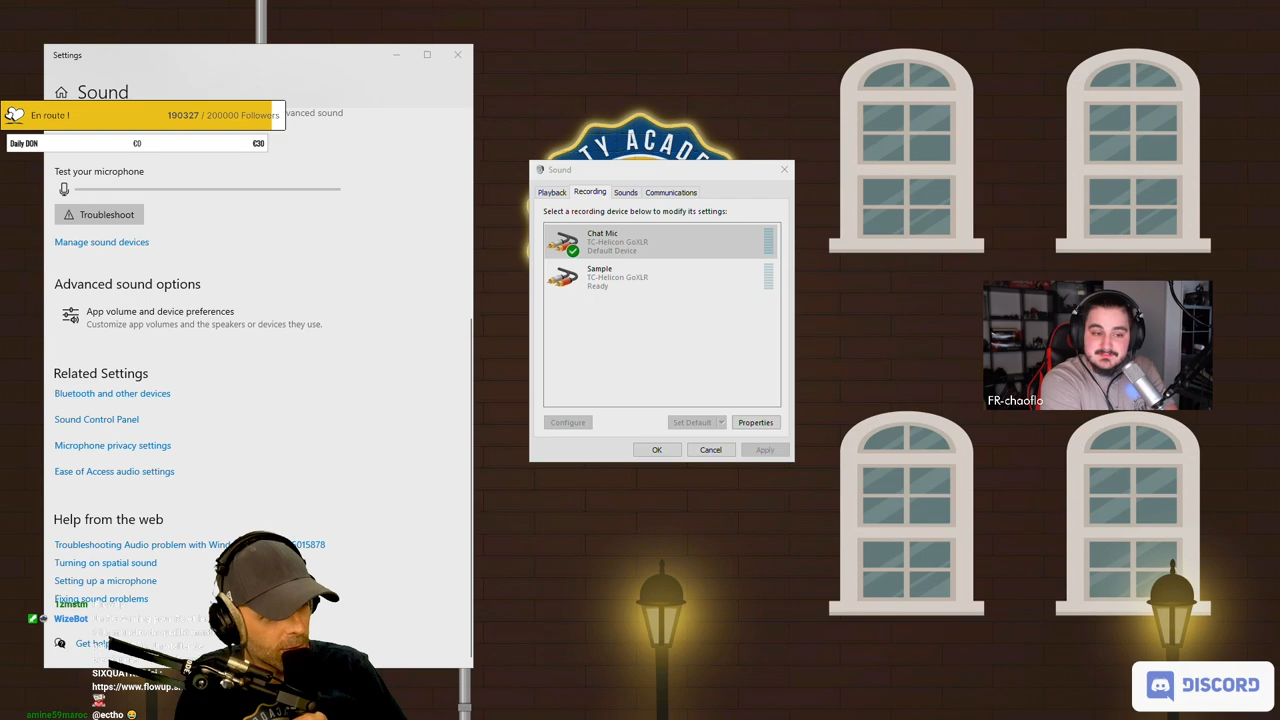 Settings
Sound
En route !
190327 / 200000 Followers
vanced sound
Daily DON
€0
€30
Test your microphone
Troubleshoot
Manage sound devices
Advanced sound options
App volume and device preferences
Customize app volumes and the speakers or devices they use.
Related Settings
Bluetooth and other devices
Sound Control Panel
Microphone privacy settings
Ease of Access audio settings
Help from the web
Troubleshooting Audio problem with Wind
5015878
Turning on spatial sound
Setting up a microphone
Fixing sound problems
1zmstm
WizeBot
Get help
SIXQUAT
https://www.flowup.s
amine59maroc @ectho
TY ACADE
Sound
Playback
Recording
Sounds
Communications
Select a recording device below to modify its settings:
Chat Mic
TC-Helicon GoXLR
Default Device
Sample
TC-Helicon GoXLR
Ready
Configure
Set Default
Properties
OK
Cancel
Apply
FR-chaoflo
DISCORD